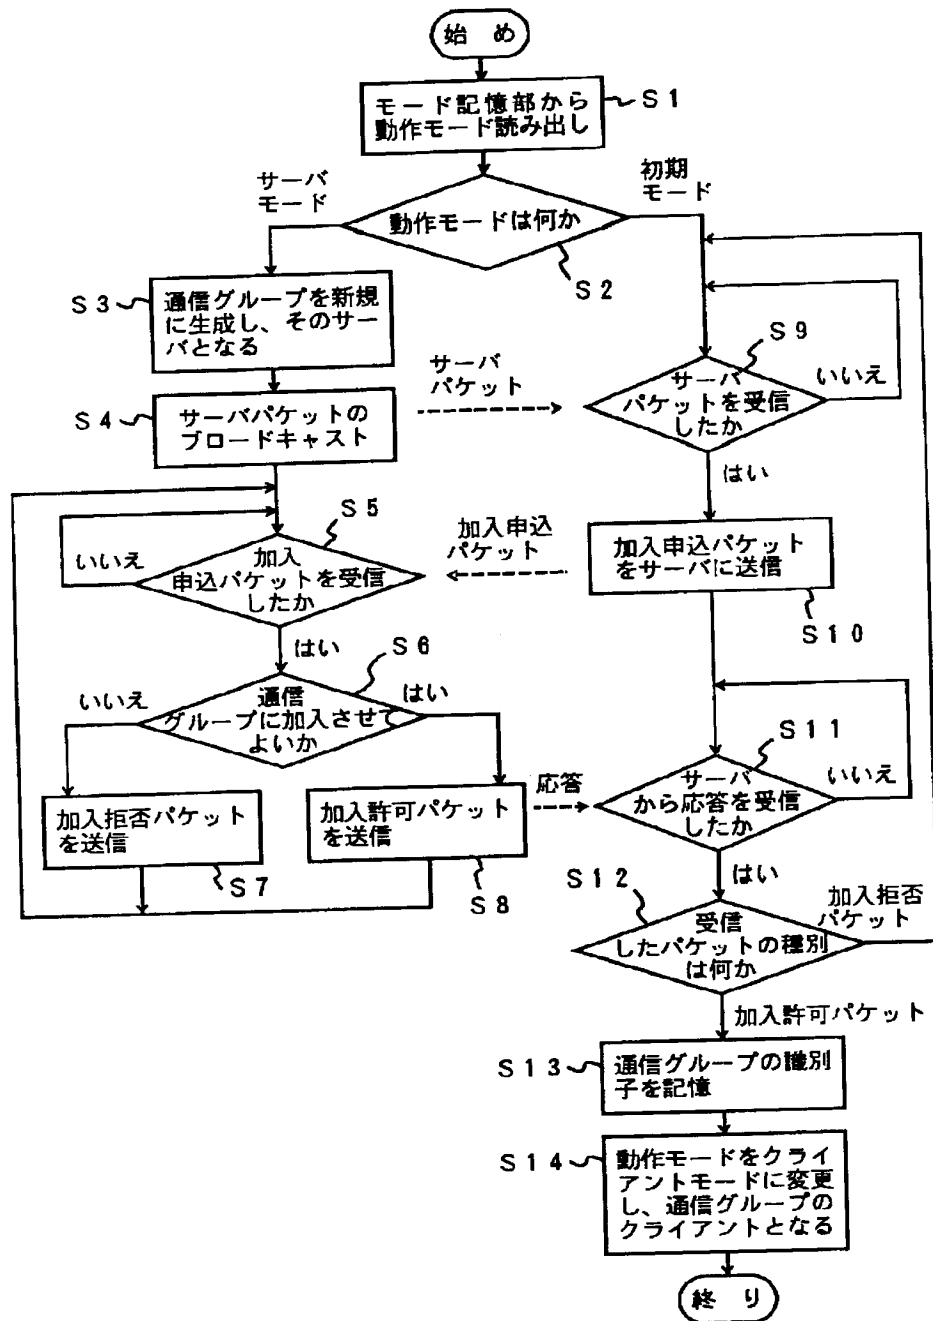 始 め
モード記憶部から
動作モード読み出し
S1
サーバ
モード
初期
モード
動作モードは何か
S2
S3
通信グループを新規
に生成し、そのサー
バとなる
S4
サーバパケットの
ブロードキャスト
サーバ
パケット
S9
サーバ
パケットを受信
したか
いいえ
はい
S5
加入
申込パケットを受信
したか
いいえ
加入申込
パケット
加入申込パケット
をサーバに送信
S10
はい
S6
通信
グループに加入させて
よいか
いいえ
はい
加入拒否パケット
を送信
S7
加入許可パケット
を送信
S8
応答
S11
サーバ
から応答を受信
したか
いいえ
はい
S12
受信
したパケットの種別
は何か
加入拒否
パケット
加入許可パケット
S13
通信グループの識別
子を記憶
S14
動作モードをクライ
アントモードに変更
し、通信グループの
クライアントとなる
終 り